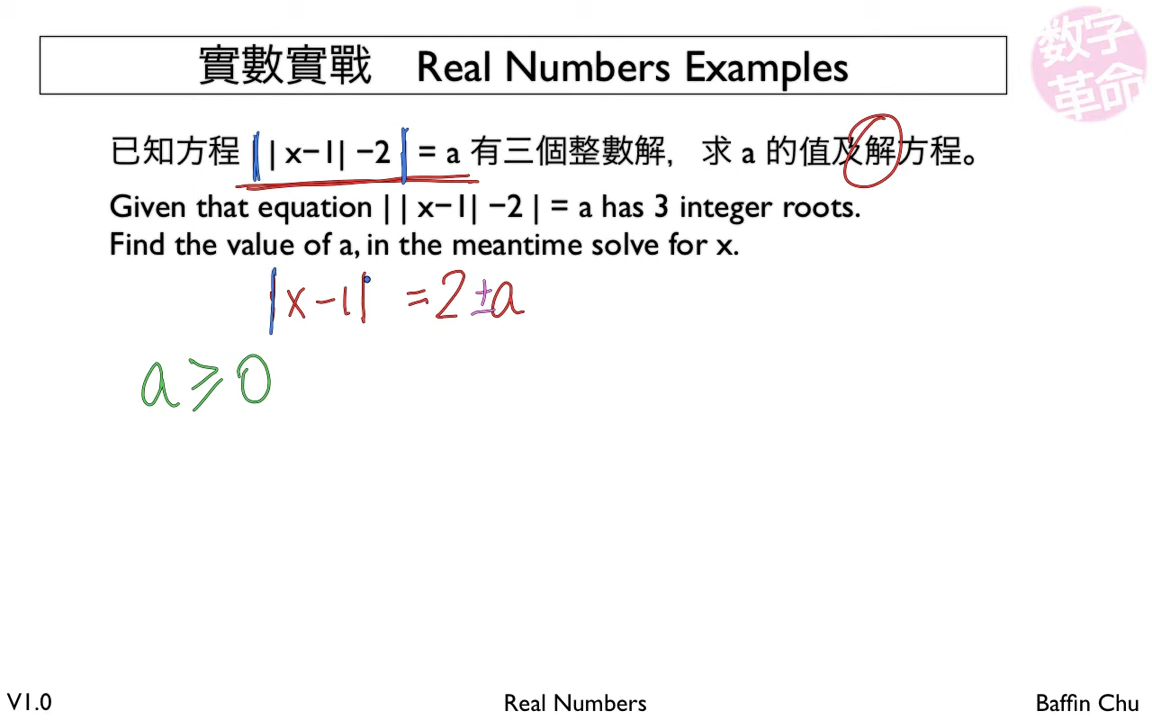 数字
革命
實數實戰 Real Numbers Examples
已知方程 | | x−1| −2 | = a 有三個整數解， 求 a 的值及解方程。
Given that equation | | x−1| −2 | = a has 3 integer roots.
Find the value of a, in the meantime solve for x.
|x−1| = 2 ± a
a ⩾ 0
V1.0 Real Numbers Baffin Chu